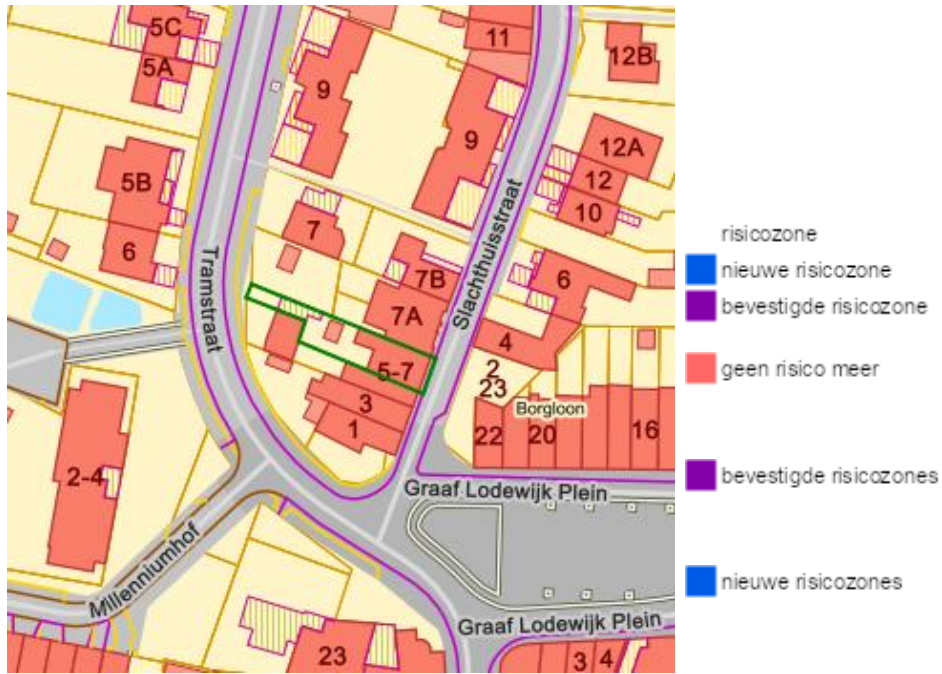 5C
11
12B
5A
9
9
12A
5B
12
10
7
6
Tramstraat
Slachthuisstraat
7B
6
7A
4
5-7
2
23
3
Borgloon
1
22
20
16
2-4
Graaf Lodewijk Plein
Millenniumhof
Graaf Lodewijk Plein
23
3
4
risicozone
nieuwe risicozone
bevestigde risicozone
geen risico meer
bevestigde risicozones
nieuwe risicozones